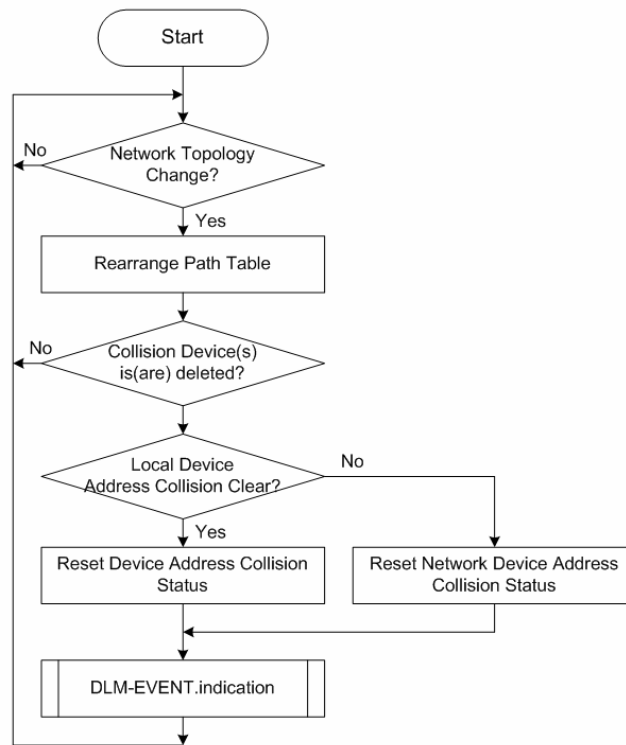 Start
No
Network Topology
Change?
Yes
Rearrange Path Table
No
Collision Device(s)
is(are) deleted?
Local Device
Address Collision Clear?
No
Yes
Reset Device Address Collision
Status
Reset Network Device Address
Collision Status
DLM-EVENT.indication